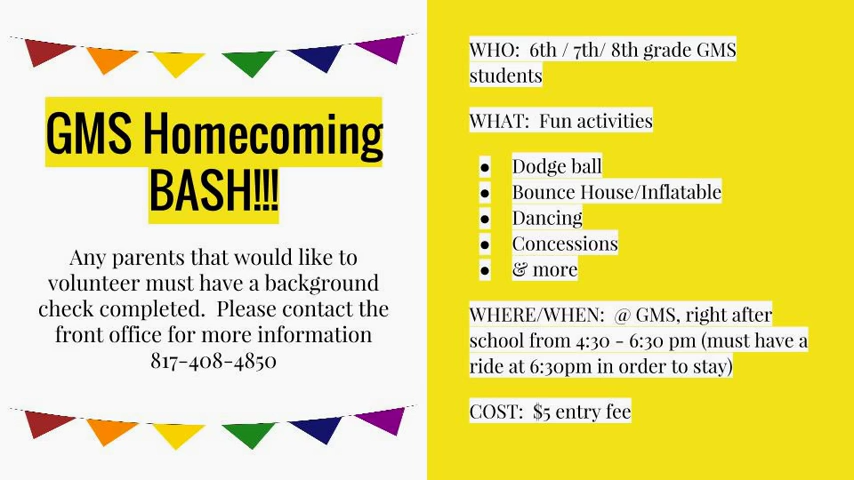 GMS Homecoming
BASH!!!
Any parents that would like to
volunteer must have a background
check completed.  Please contact the
front office for more information
817-408-4850
WHO:  6th / 7th/ 8th grade GMS
students
WHAT:  Fun activities
● Dodge ball
● Bounce House/Inflatable
● Dancing
● Concessions
● & more
WHERE/WHEN:  @ GMS, right after
school from 4:30 - 6:30 pm (must have a
ride at 6:30pm in order to stay)
COST:  $5 entry fee